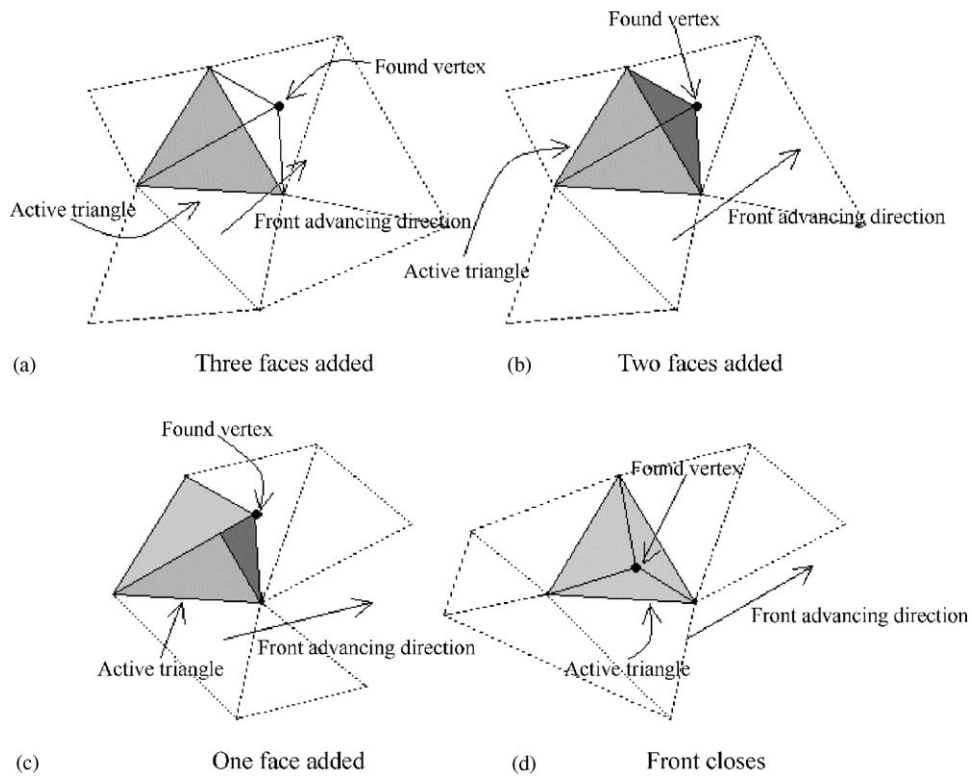 Found vertex
Active triangle
Front advancing direction
(a) Three faces added
Found vertex
Front advancing direction
Active triangle
(b) Two faces added
Found vertex
Active triangle
Front advancing direction
(c) One face added
Found vertex
Front advancing direction
Active triangle
(d) Front closes